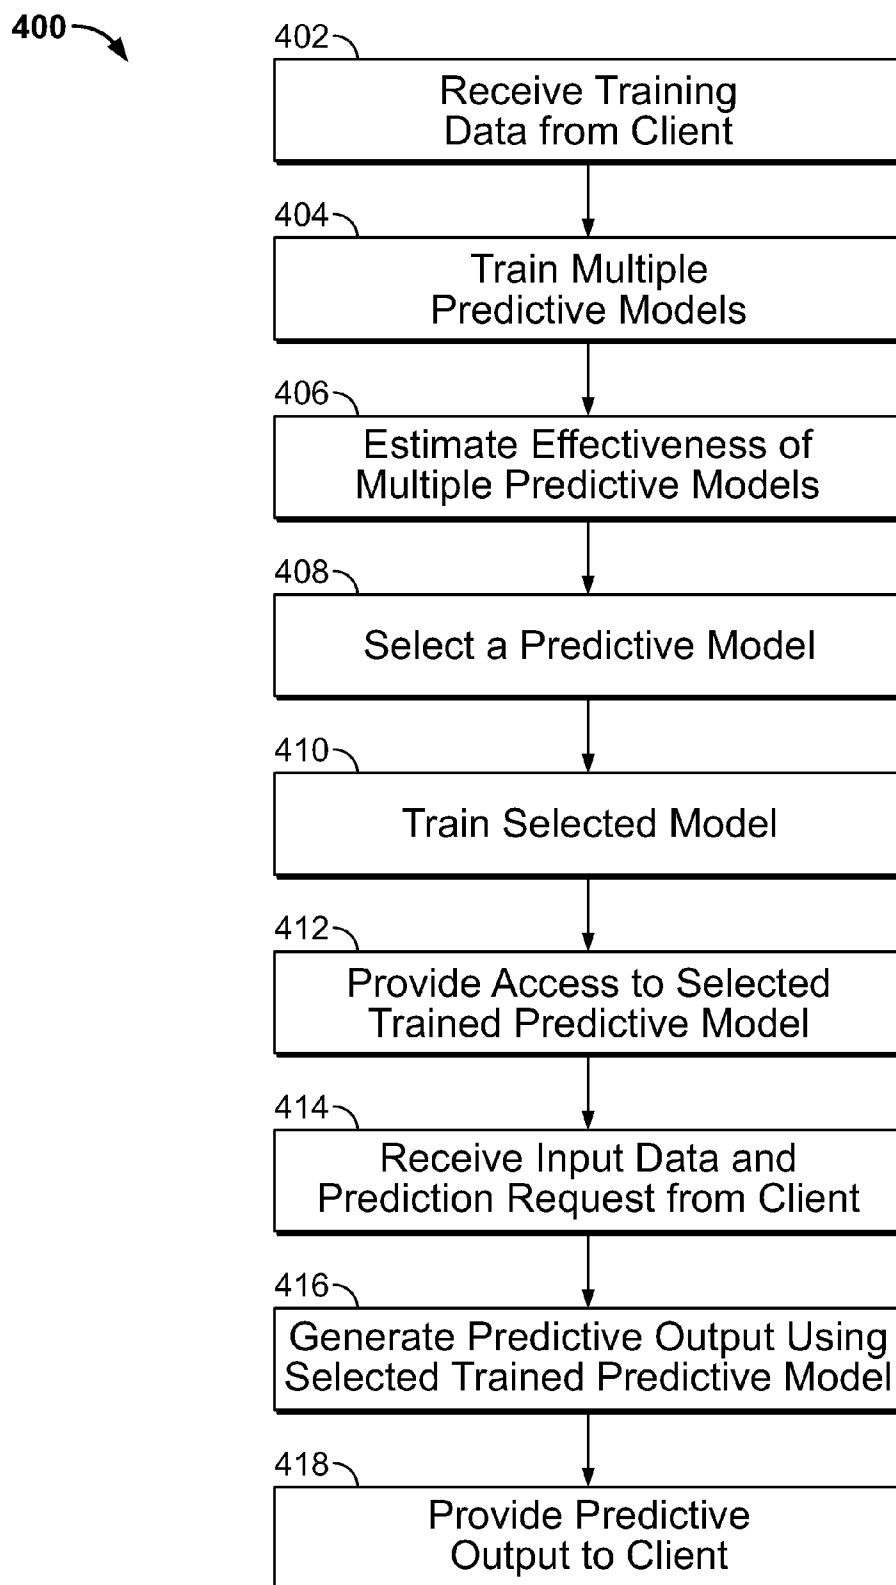 400
402
Receive Training
Data from Client
404
Train Multiple
Predictive Models
406
Estimate Effectiveness of
Multiple Predictive Models
408
Select a Predictive Model
410
Train Selected Model
412
Provide Access to Selected
Trained Predictive Model
414
Receive Input Data and
Prediction Request from Client
416
Generate Predictive Output Using
Selected Trained Predictive Model
418
Provide Predictive
Output to Client